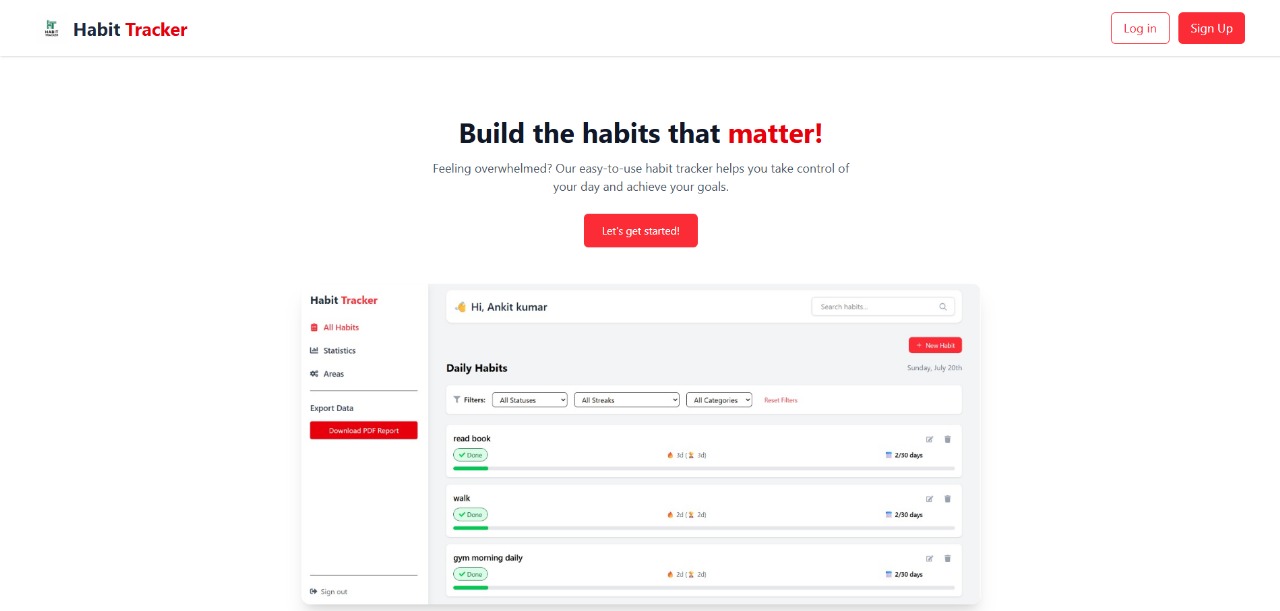 HABIT
TRACKER
Habit Tracker
Log in
Sign Up
Build the habits that matter!
Feeling overwhelmed? Our easy-to-use habit tracker helps you take control of
your day and achieve your goals.
Let's get started!
Habit Tracker
All Habits
Statistics
Areas
Export Data
Download PDF Report
Sign out
Hi, Ankit kumar
Search habits...
+ New Habit
Daily Habits
Sunday, July 20th
Filters: All Statuses All Streaks All Categories Reset Filters
read book
Done 3d ( 3d) 2/30 days
walk
Done 2d ( 2d) 2/30 days
gym morning daily
Done 2d ( 2d) 2/30 days